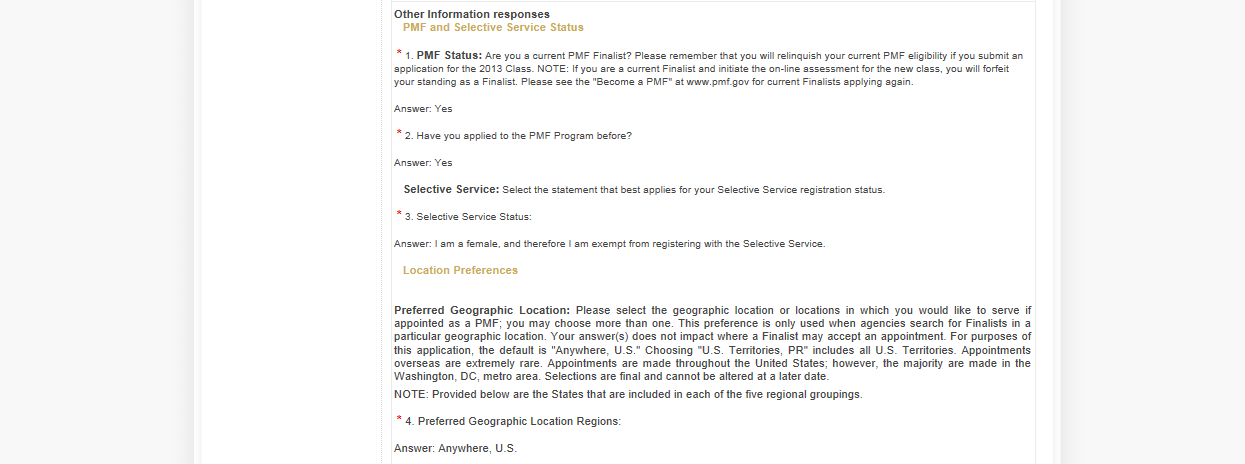 Other Information responses
PMF and Selective Service Status
* 1. PMF Status: Are you a current PMF Finalist? Please remember that you will relinquish your current PMF eligibility if you submit an
application for the 2013 Class. NOTE: If you are a current Finalist and initiate the on-line assessment for the new class, you will forfeit
your standing as a Finalist. Please see the "Become a PMF" at www.pmf.gov for current Finalists applying again.
Answer: Yes
* 2. Have you applied to the PMF Program before?
Answer: Yes
Selective Service: Select the statement that best applies for your Selective Service registration status.
* 3. Selective Service Status:
Answer: I am a female, and therefore I am exempt from registering with the Selective Service.
Location Preferences
Preferred Geographic Location: Please select the geographic location or locations in which you would like to serve if
appointed as a PMF; you may choose more than one. This preference is only used when agencies search for Finalists in a
particular geographic location. Your answer(s) does not impact where a Finalist may accept an appointment. For purposes of
this application, the default is "Anywhere, U.S." Choosing "U.S. Territories, PR" includes all U.S. Territories. Appointments
overseas are extremely rare. Appointments are made throughout the United States; however, the majority are made in the
Washington, DC, metro area. Selections are final and cannot be altered at a later date.
NOTE: Provided below are the States that are included in each of the five regional groupings.
* 4. Preferred Geographic Location Regions:
Answer: Anywhere, U.S.